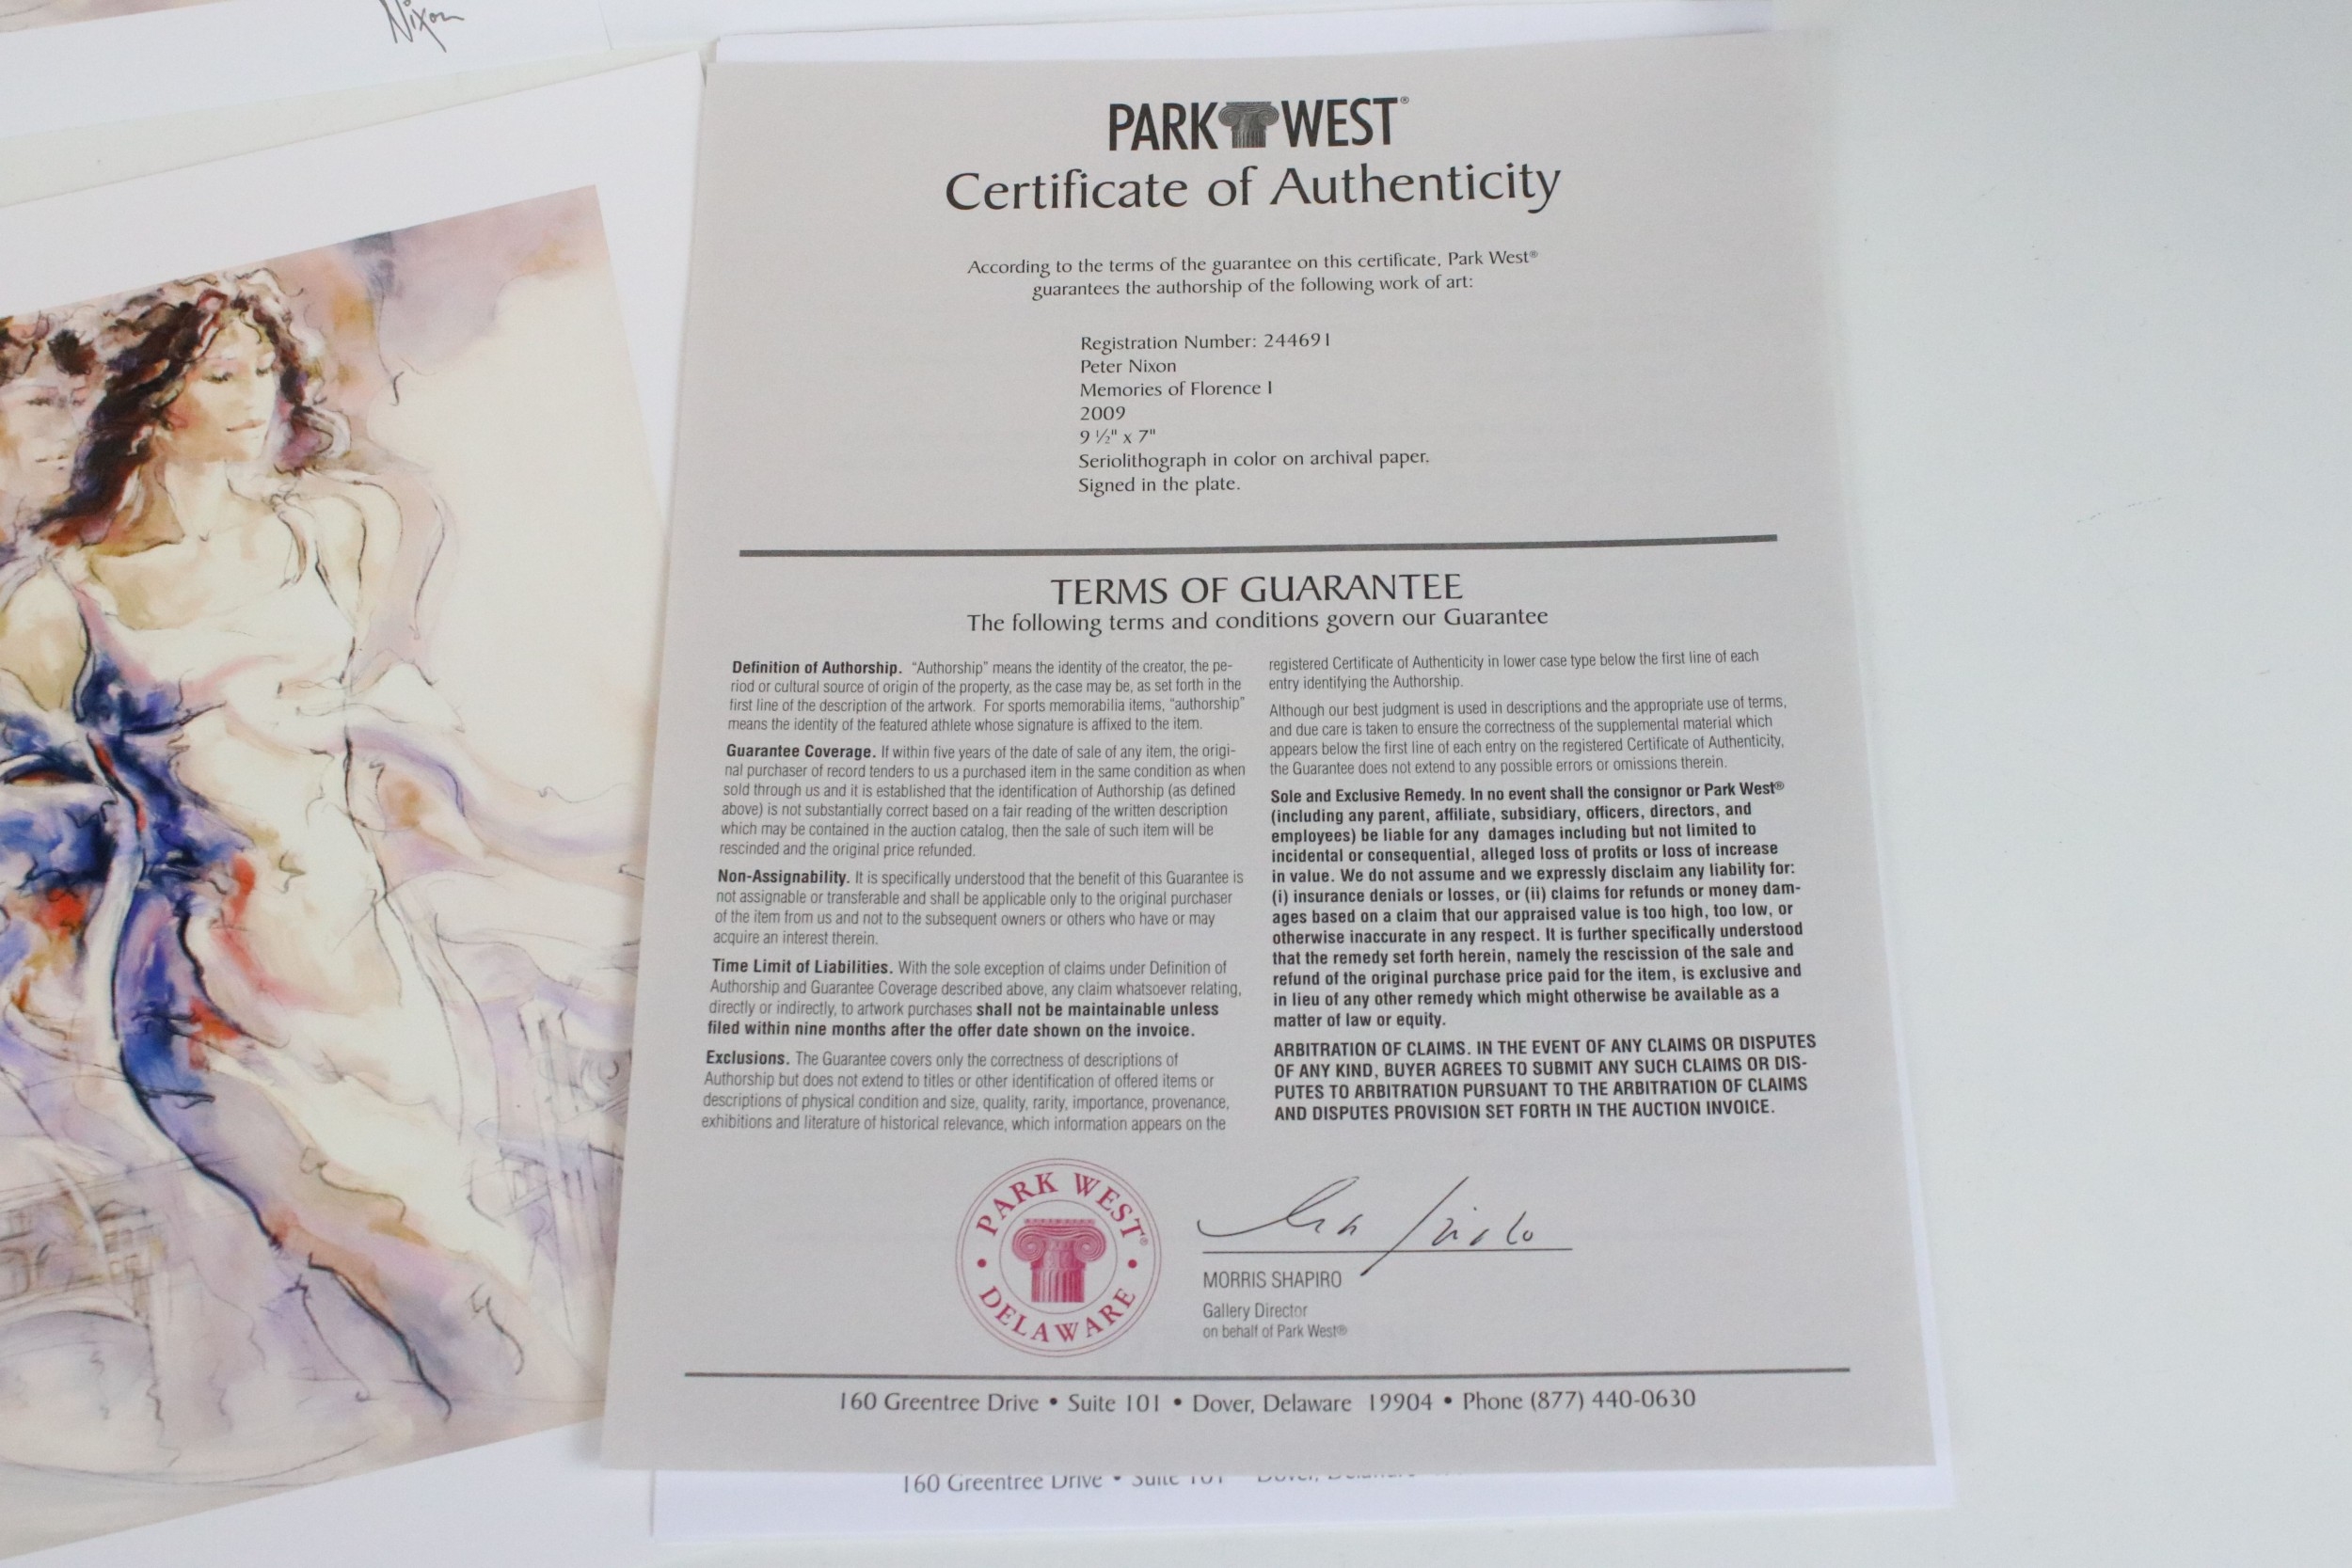 Nixon
PARK WEST®
Certificate of Authenticity
According to the terms of the guarantee on this certificate, Park West®
guarantees the authorship of the following work of art:
Registration Number: 244691
Peter Nixon
Memories of Florence I
2009
9 ½" x 7"
Seriolithograph in color on archival paper.
Signed in the plate.
TERMS OF GUARANTEE
The following terms and conditions govern our Guarantee
Definition of Authorship. “Authorship” means the identity of the creator, the pe-
riod or cultural source of origin of the property, as the case may be, as set forth in the
first line of the description of the artwork. For sports memorabilia items, “authorship”
means the identity of the featured athlete whose signature is affixed to the item.
Guarantee Coverage. If within five years of the date of sale of any item, the origi-
nal purchaser of record tenders to us a purchased item in the same condition as when
sold through us and it is established that the identification of Authorship (as defined
above) is not substantially correct based on a fair reading of the written description
which may be contained in the auction catalog, then the sale of such item will be
rescinded and the original price refunded.
Non-Assignability. It is specifically understood that the benefit of this Guarantee is
not assignable or transferable and shall be applicable only to the original purchaser
of the item from us and not to the subsequent owners or others who have or may
acquire an interest therein.
Time Limit of Liabilities. With the sole exception of claims under Definition of
Authorship and Guarantee Coverage described above, any claim whatsoever relating,
directly or indirectly, to artwork purchases shall not be maintainable unless
filed within nine months after the offer date shown on the invoice.
Exclusions. The Guarantee covers only the correctness of descriptions of
Authorship but does not extend to titles or other identification of offered items or
descriptions of physical condition and size, quality, rarity, importance, provenance,
exhibitions and literature of historical relevance, which information appears on the
registered Certificate of Authenticity in lower case type below the first line of each
entry identifying the Authorship.
Although our best judgment is used in descriptions and the appropriate use of terms,
and due care is taken to ensure the correctness of the supplemental material which
appears below the first line of each entry on the registered Certificate of Authenticity,
the Guarantee does not extend to any possible errors or omissions therein.
Sole and Exclusive Remedy. In no event shall the consignor or Park West®
(including any parent, affiliate, subsidiary, officers, directors, and
employees) be liable for any damages including but not limited to
incidental or consequential, alleged loss of profits or loss of increase
in value. We do not assume and we expressly disclaim any liability for:
(i) insurance denials or losses, or (ii) claims for refunds or money dam-
ages based on a claim that our appraised value is too high, too low, or
otherwise inaccurate in any respect. It is further specifically understood
that the remedy set forth herein, namely the rescission of the sale and
refund of the original purchase price paid for the item, is exclusive and
in lieu of any other remedy which might otherwise be available as a
matter of law or equity.
ARBITRATION OF CLAIMS. IN THE EVENT OF ANY CLAIMS OR DISPUTES
OF ANY KIND, BUYER AGREES TO SUBMIT ANY SUCH CLAIMS OR DIS-
PUTES TO ARBITRATION PURSUANT TO THE ARBITRATION OF CLAIMS
AND DISPUTES PROVISION SET FORTH IN THE AUCTION INVOICE.
PARK WEST®
• DELAWARE •
MORRIS SHAPIRO
Gallery Director
on behalf of Park West®
160 Greentree Drive • Suite 101 • Dover, Delaware 19904 • Phone (877) 440-0630
160 Greentree Drive • Suite 101